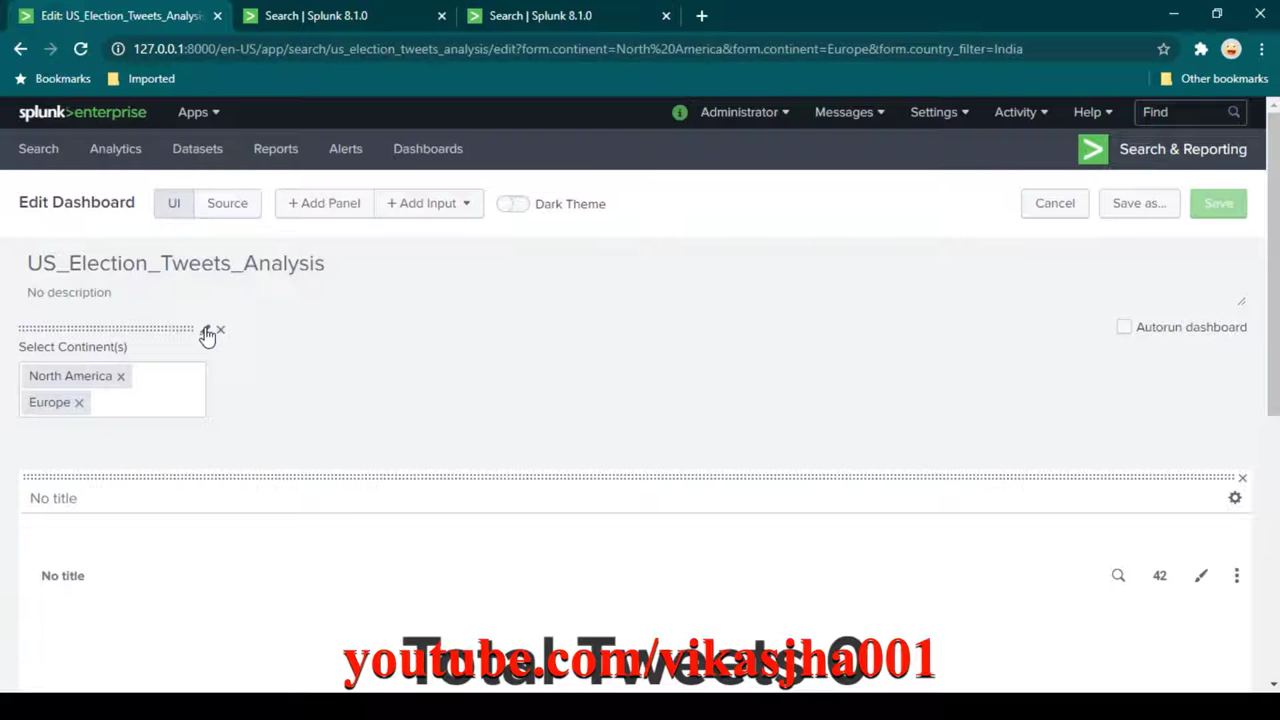 Edit: US_Election_Tweets_Analysis
Search | Splunk 8.1.0
Search | Splunk 8.1.0
127.0.0.1:8000/en-US/app/search/us_election_tweets_analysis/edit?form.continent=North%20America&form.continent=Europe&form.country_filter=India
Bookmarks Imported Other bookmarks
splunk>enterprise Apps Administrator Messages Settings Activity Help Find
Search Analytics Datasets Reports Alerts Dashboards Search & Reporting
Edit Dashboard UI Source + Add Panel + Add Input Dark Theme Cancel Save as... Save
US_Election_Tweets_Analysis
No description
Autorun dashboard
Select Continent(s)
North America
Europe
No title
No title 42
Total Tweets 0
youtube.com/vikasjha001